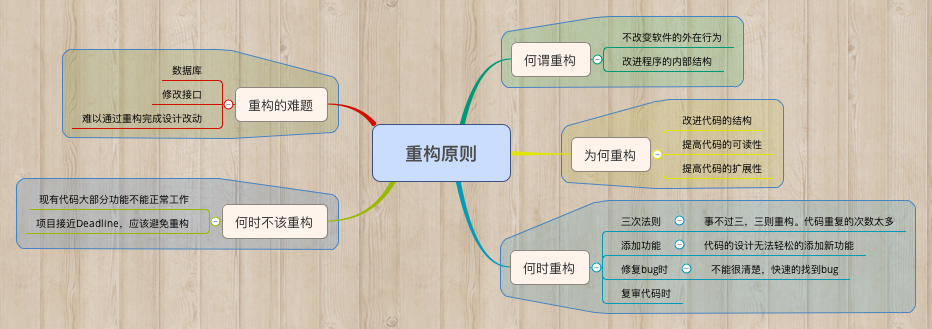 重构原则
何谓重构
不改变软件的外在行为
改进程序的内部结构
为何重构
改进代码的结构
提高代码的可读性
提高代码的扩展性
何时重构
三次法则
事不过三，三则重构。代码重复的次数太多
添加功能
代码的设计无法轻松的添加新功能
修复bug时
不能很清楚，快速的找到bug
复审代码时
重构的难题
数据库
修改接口
难以通过重构完成设计改动
何时不该重构
现有代码大部分功能不能正常工作
项目接近Deadline，应该避免重构